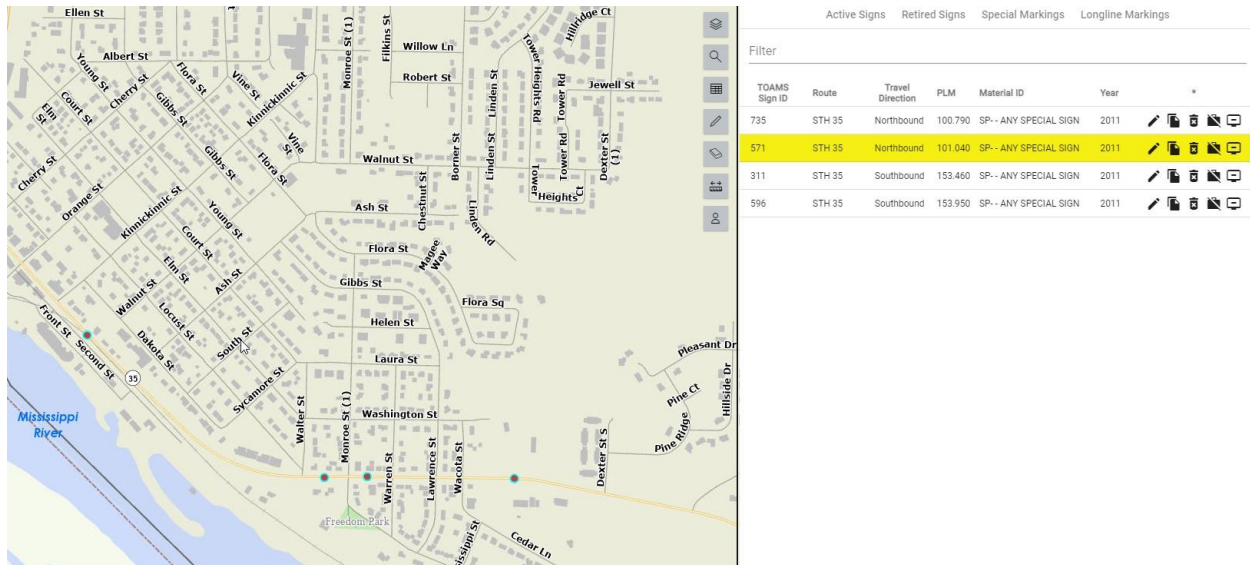 Active Signs Retired Signs Special Markings Longline Markings
Filter
TOAMS Sign ID Route Travel Direction PLM Material ID Year *
735 STH 35 Northbound 100.790 SP- - ANY SPECIAL SIGN 2011
571 STH 35 Northbound 101.040 SP- - ANY SPECIAL SIGN 2011
311 STH 35 Southbound 153.460 SP- - ANY SPECIAL SIGN 2011
596 STH 35 Southbound 153.950 SP- - ANY SPECIAL SIGN 2011
Ellen St
Albert St
Young St
Cherry St
Flora St
Vine St
Kinnickinnic St
Monroe St (1)
Filkins St
Willow Ln
Robert St
Hillridge Ct
Tower Heights Rd
Tower Rd
Jewell St
Linden St
Elm St
Court St
Gibbs St
Vine St
Walnut St
Borner St
Linden St
Tower Rd
Dexter St (1)
Cherry St
Gibbs St
Flora St
Tower Heights Ct
Orange St
Kinnickinnic St
Young St
Ash St
Chestnut St
Linden Rd
Court St
Flora St
Magee Way
Elm St
Ash St
Gibbs St
Walnut St
Flora Sq
Locust St
Front St
Second St
Dakota St
South St
Helen St
Laura St
Pleasant Dr
35
Sycamore St
Pine Ct
Hillside Dr
Mississippi
River
Walter St
Monroe St (1)
Washington St
Warren St
Lawrence St
Wacota St
Dexter St S
Pine Ridge
Freedom Park
ssissippi St
Cedar Ln